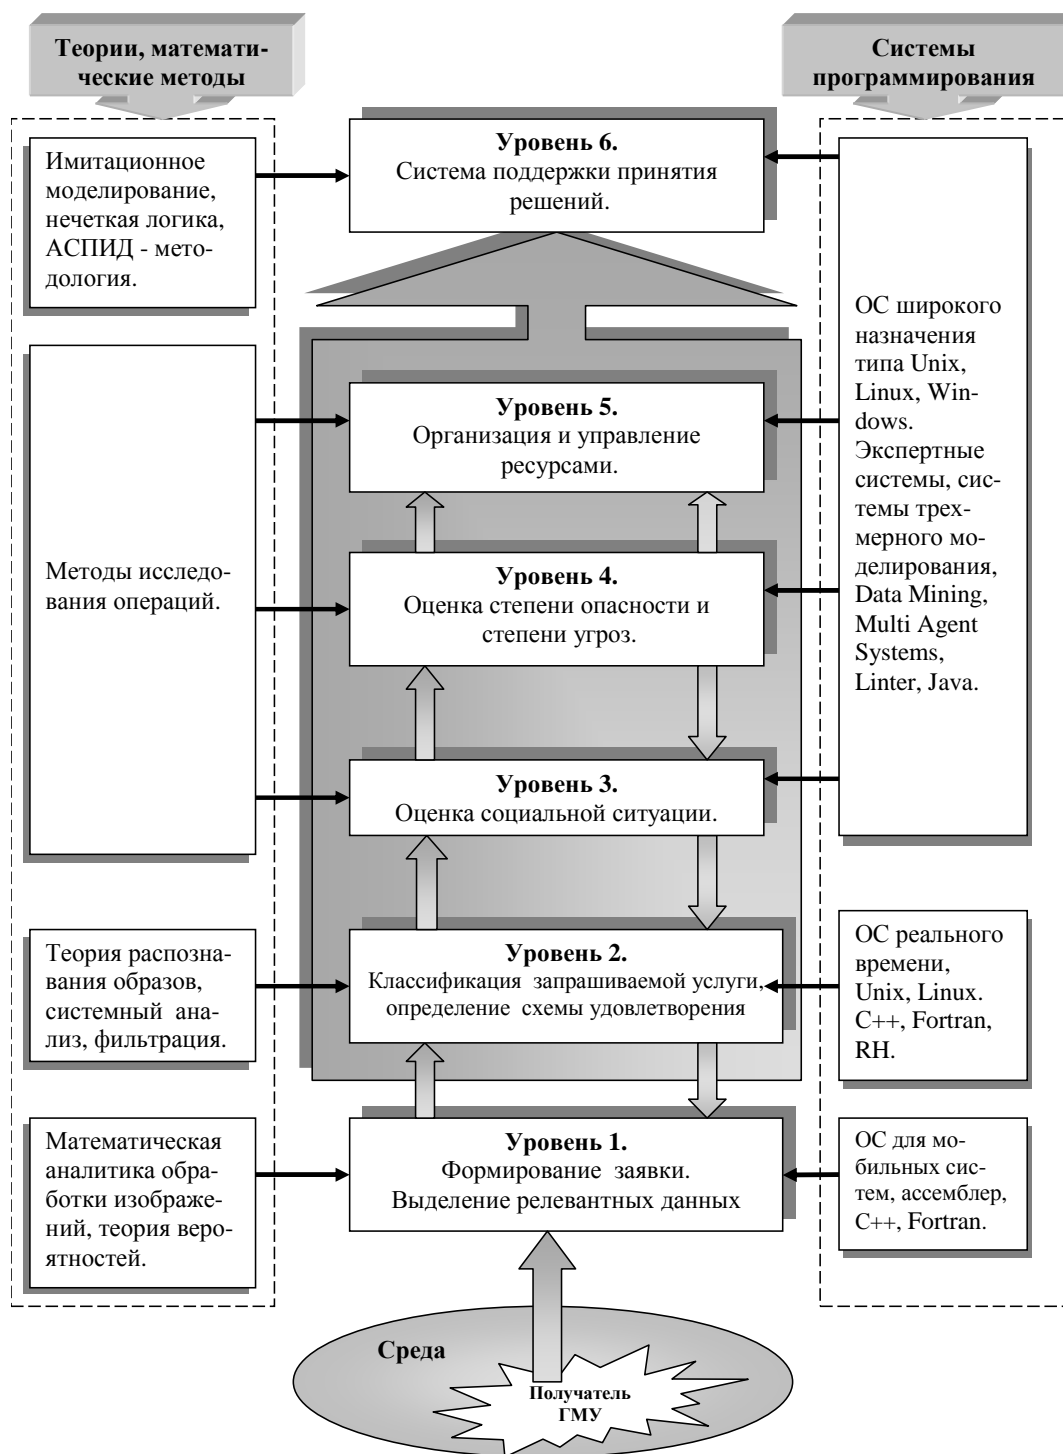 Теории, математи-
ческие методы
Системы
программирования
Имитационное
моделирование,
нечеткая логика,
АСПИД - мето-
дология.
Уровень 6.
Система поддержки принятия
решений.
Методы исследо-
вания операций.
Уровень 5.
Организация и управление
ресурсами.
Уровень 4.
Оценка степени опасности и
степени угроз.
Уровень 3.
Оценка социальной ситуации.
ОС широкого
назначения
типа Unix,
Linux, Win-
dows.
Экспертные
системы, сис-
темы трех-
мерного мо-
делирования,
Data Mining,
Multi Agent
Systems,
Linter, Java.
Теория распозна-
вания образов,
системный ана-
лиз, фильтрация.
Уровень 2.
Классификация запрашиваемой услуги,
определение схемы удовлетворения
ОС реального
времени,
Unix, Linux.
C++, Fortran,
RH.
Математическая
аналитика обра-
ботки изображе-
ний, теория веро-
ятностей.
Уровень 1.
Формирование заявки.
Выделение релевантных данных
ОС для мо-
бильных сис-
тем, ассемблер,
C++, Fortran.
Среда
Получатель
ГМУ